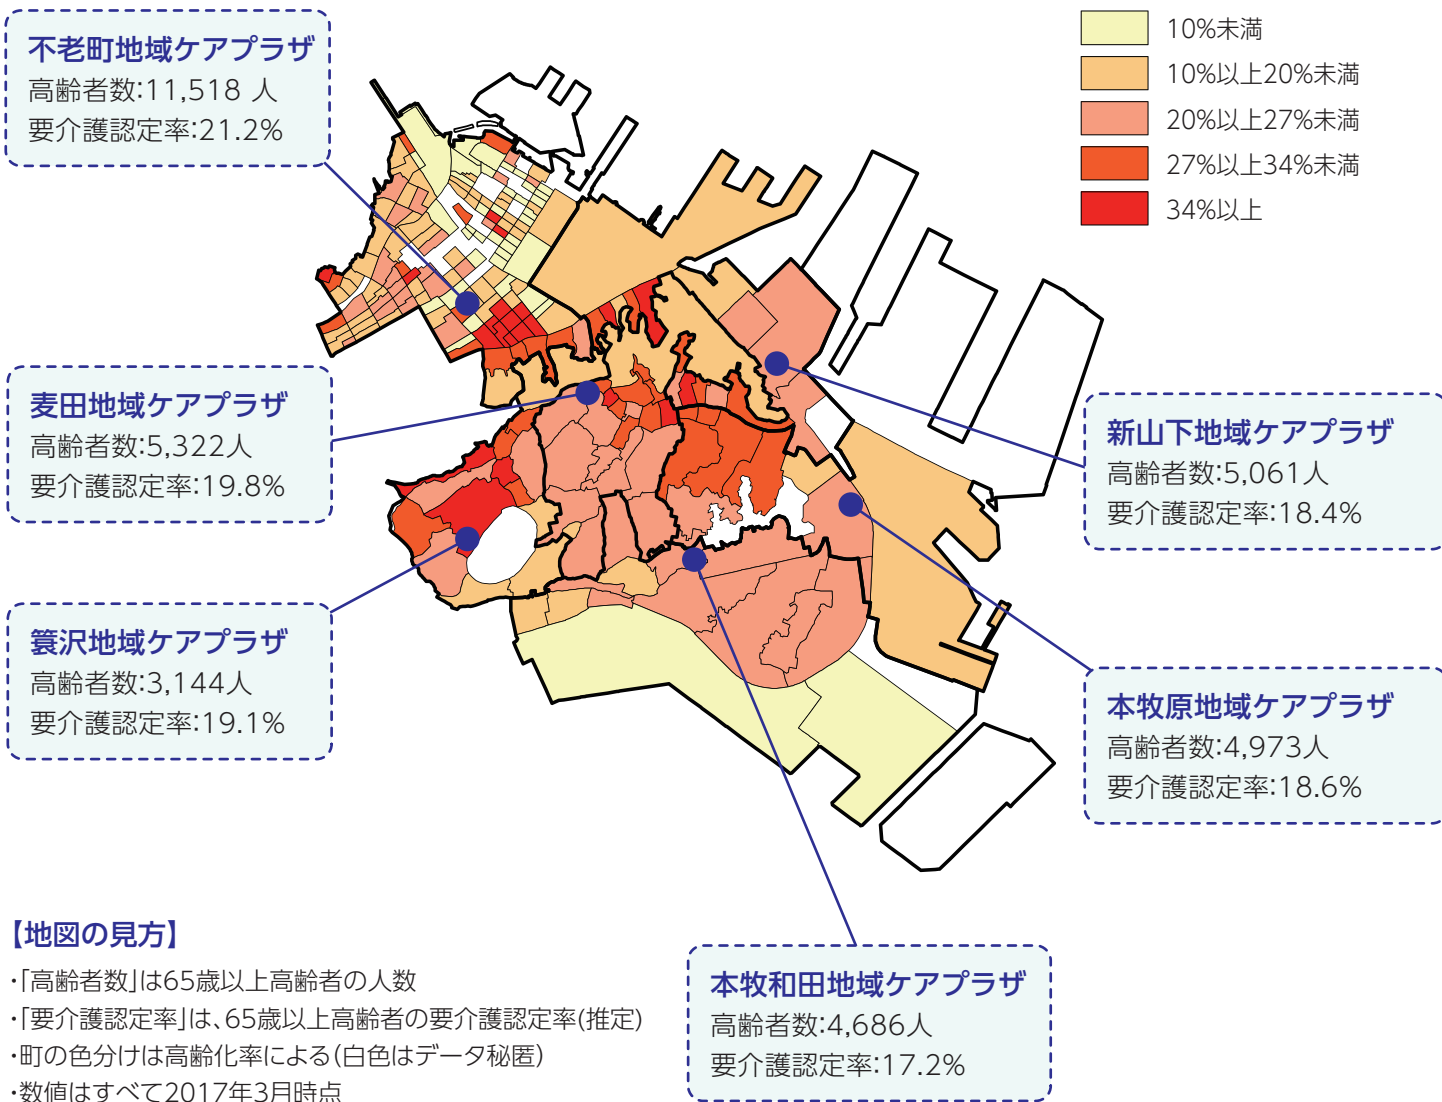 不老町地域ケアプラザ
高齢者数:11,518 人
要介護認定率:21.2%
10%未満
10%以上20%未満
20%以上27%未満
27%以上34%未満
34%以上
麦田地域ケアプラザ
高齢者数:5,322人
要介護認定率:19.8%
新山下地域ケアプラザ
高齢者数:5,061人
要介護認定率:18.4%
簑沢地域ケアプラザ
高齢者数:3,144人
要介護認定率:19.1%
本牧原地域ケアプラザ
高齢者数:4,973人
要介護認定率:18.6%
本牧和田地域ケアプラザ
高齢者数:4,686人
要介護認定率:17.2%
【地図の見方】
・「高齢者数」は65歳以上高齢者の人数
・「要介護認定率」は、65歳以上高齢者の要介護認定率(推定)
・町の色分けは高齢化率による(白色はデータ秘匿)
・数値はすべて2017年3月時点